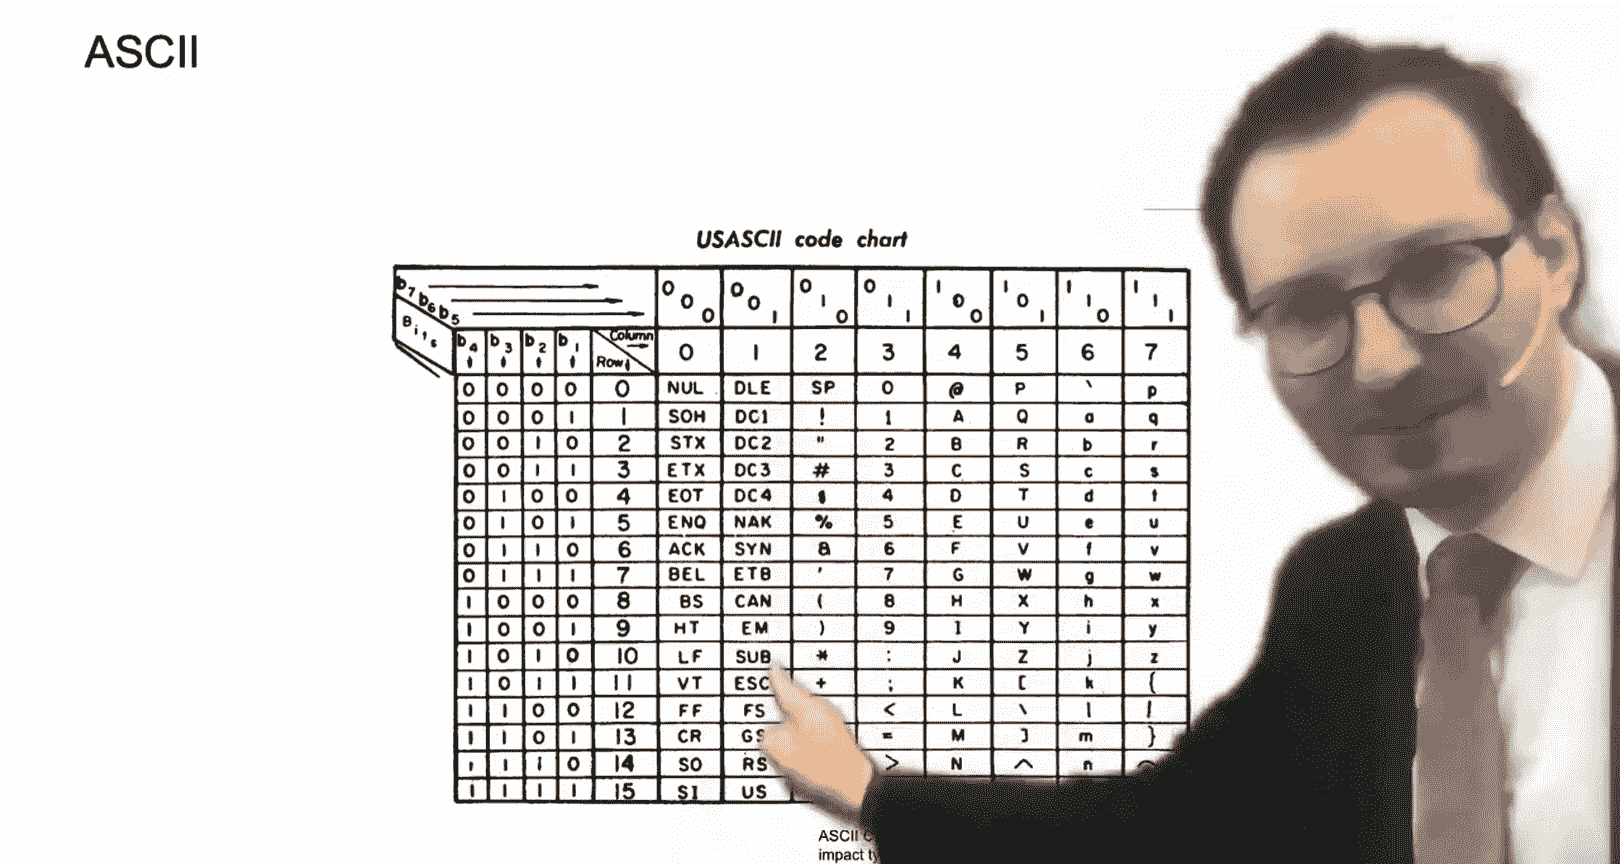 ASCII
USASCII code chart
b7 b6 b5 0 0 0 0 0 1 0 1 0 0 1 1 1 0 0 1 0 1 1 1 0 1 1 1
Bits b4 b3 b2 b1 Column Row 0 1 2 3 4 5 6 7
0 0 0 0 0 NUL DLE SP 0 @ P ` p
0 0 0 1 1 SOH DC1 ! 1 A Q a q
0 0 1 0 2 STX DC2 " 2 B R b r
0 0 1 1 3 ETX DC3 # 3 C S c s
0 1 0 0 4 EOT DC4 $ 4 D T d t
0 1 0 1 5 ENQ NAK % 5 E U e u
0 1 1 0 6 ACK SYN & 6 F V f v
0 1 1 1 7 BEL ETB ' 7 G W g w
1 0 0 0 8 BS CAN ( 8 H X h x
1 0 0 1 9 HT EM ) 9 I Y i y
1 0 1 0 10 LF SUB * : J Z j z
1 0 1 1 11 VT ESC + ; K [ k {
1 1 0 0 12 FF FS < L \ l |
1 1 0 1 13 CR GS = M ] m }
1 1 1 0 14 SO RS > N ^ n
1 1 1 1 15 SI US
ASCII
impact